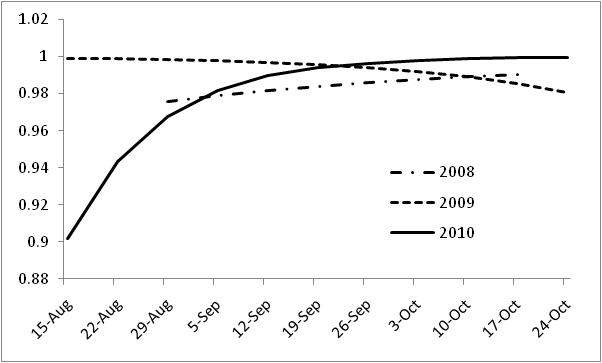 1.02
1
0.98
0.96
0.94
0.92
0.9
0.88
2008
2009
2010
15-Aug
22-Aug
29-Aug
5-Sep
12-Sep
19-Sep
26-Sep
3-Oct
10-Oct
17-Oct
24-Oct